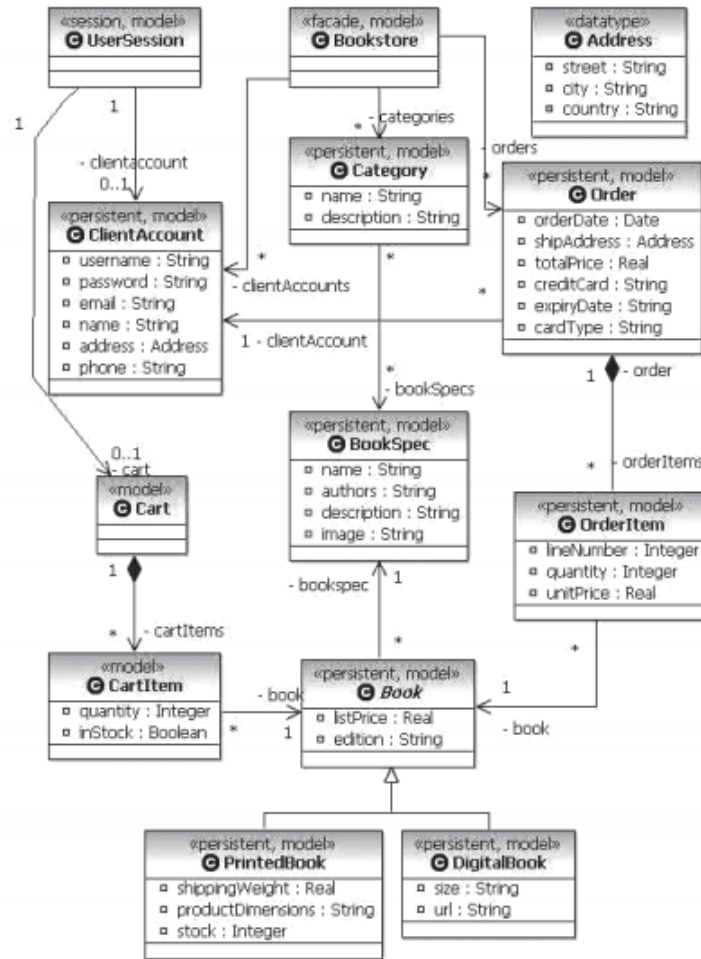 «session, model»
C UserSession
«facade, model»
C Bookstore
«datatype»
C Address
street : String
city : String
country : String
1
1
- clientaccount
0..1
- categories
*
- orders
*
«persistent, model»
C Category
name : String
description : String
«persistent, model»
C Order
orderDate : Date
shipAddress : Address
totalPrice : Real
creditCard : String
expiryDate : String
cardType : String
«persistent, model»
C ClientAccount
username : String
password : String
email : String
name : String
address : Address
phone : String
*
- clientAccounts
*
*
1 - clientAccount
*
- bookSpecs
1
- order
«persistent, model»
C BookSpec
name : String
authors : String
description : String
image : String
0..1
- cart
«model»
C Cart
* - orderItems
«persistent, model»
C OrderItem
lineNumber : Integer
quantity : Integer
unitPrice : Real
1
- bookspec
1
* - cartItems
*
*
«model»
C CartItem
quantity : Integer
inStock : Boolean
*
- book
1
«persistent, model»
C Book
listPrice : Real
edition : String
1
- book
«persistent, model»
C PrintedBook
shippingWeight : Real
productDimensions : String
stock : Integer
«persistent, model»
C DigitalBook
size : String
url : String